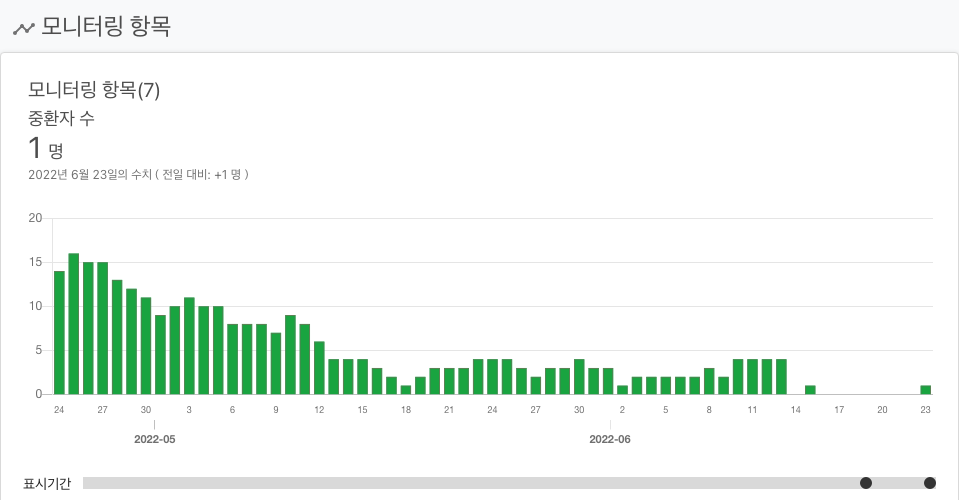 모니터링 항목
모니터링 항목(7)
중환자 수
1 명
2022년 6월 23일의 수치 ( 전일 대비: +1 명 )
20
15
10
5
0
24 27 30 3 6 9 12 15 18 21 24 27 30 2 5 8 11 14 17 20 23
2022-05 2022-06
표시기간